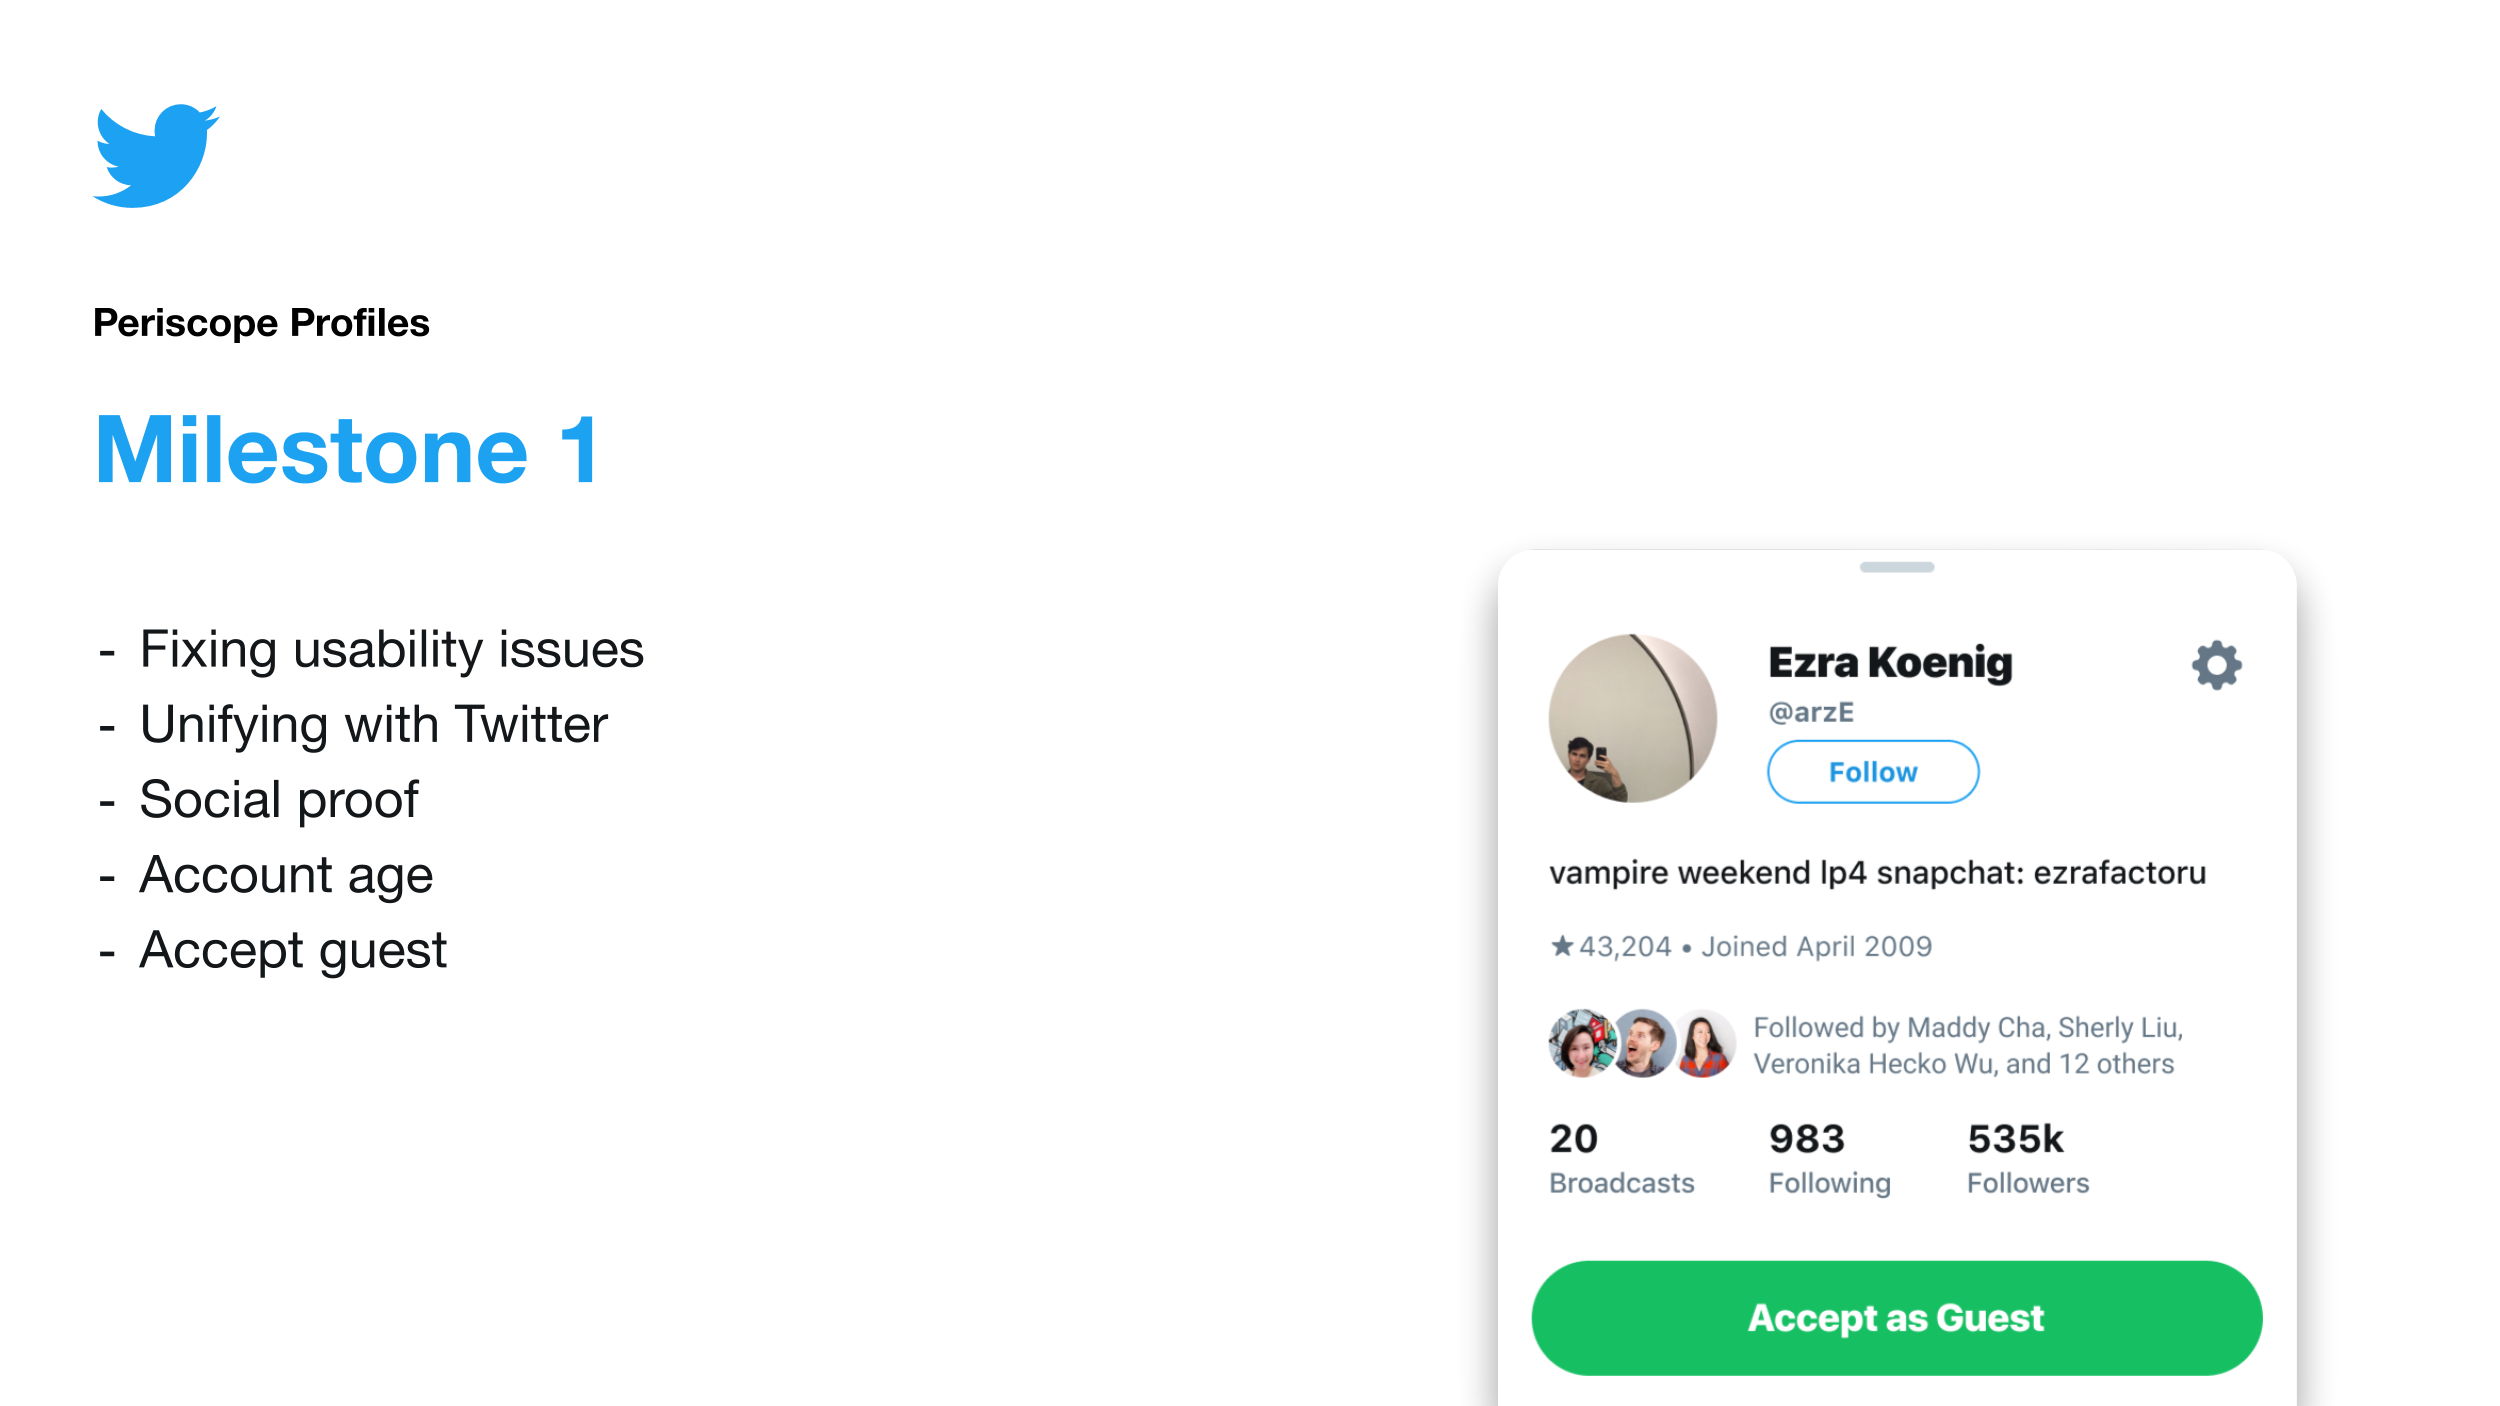 Periscope Profiles
Milestone 1
- Fixing usability issues
- Unifying with Twitter
- Social proof
- Account age
- Accept guest
Ezra Koenig
@arzE
Follow
vampire weekend lp4 snapchat: ezrafactoru
★43,204 • Joined April 2009
Followed by Maddy Cha, Sherly Liu,
Veronika Hecko Wu, and 12 others
20 983 535k
Broadcasts Following Followers
Accept as Guest